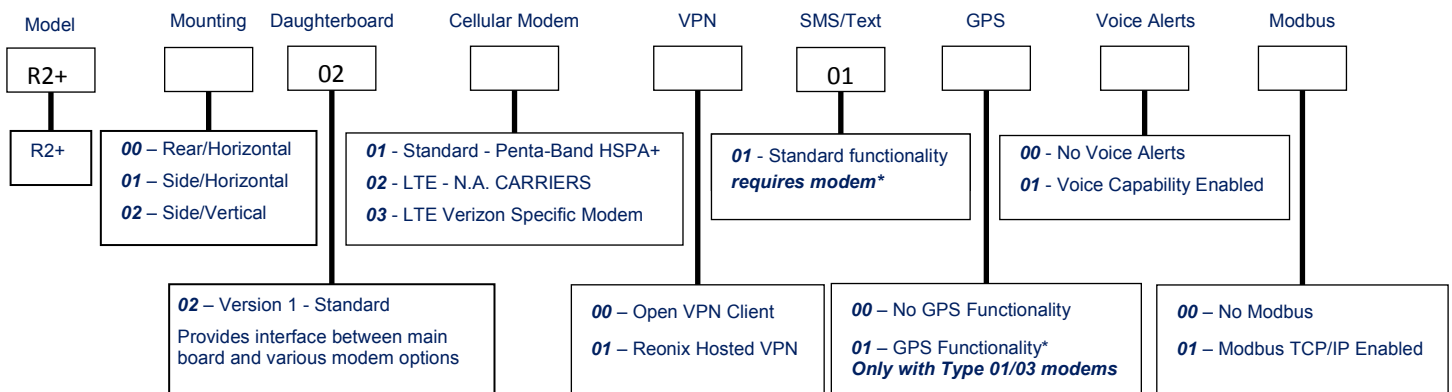 Model Mounting Daughterboard Cellular Modem VPN SMS/Text GPS Voice Alerts Modbus
R2+ 02 01
R2+
00 – Rear/Horizontal
01 – Side/Horizontal
02 – Side/Vertical
01 - Standard - Penta-Band HSPA+
02 - LTE - N.A. CARRIERS
03 - LTE Verizon Specific Modem
01 - Standard functionality
requires modem*
00 - No Voice Alerts
01 - Voice Capability Enabled
02 – Version 1 - Standard
Provides interface between main
board and various modem options
00 – Open VPN Client
01 – Reonix Hosted VPN
00 – No GPS Functionality
01 – GPS Functionality*
Only with Type 01/03 modems
00 – No Modbus
01 – Modbus TCP/IP Enabled